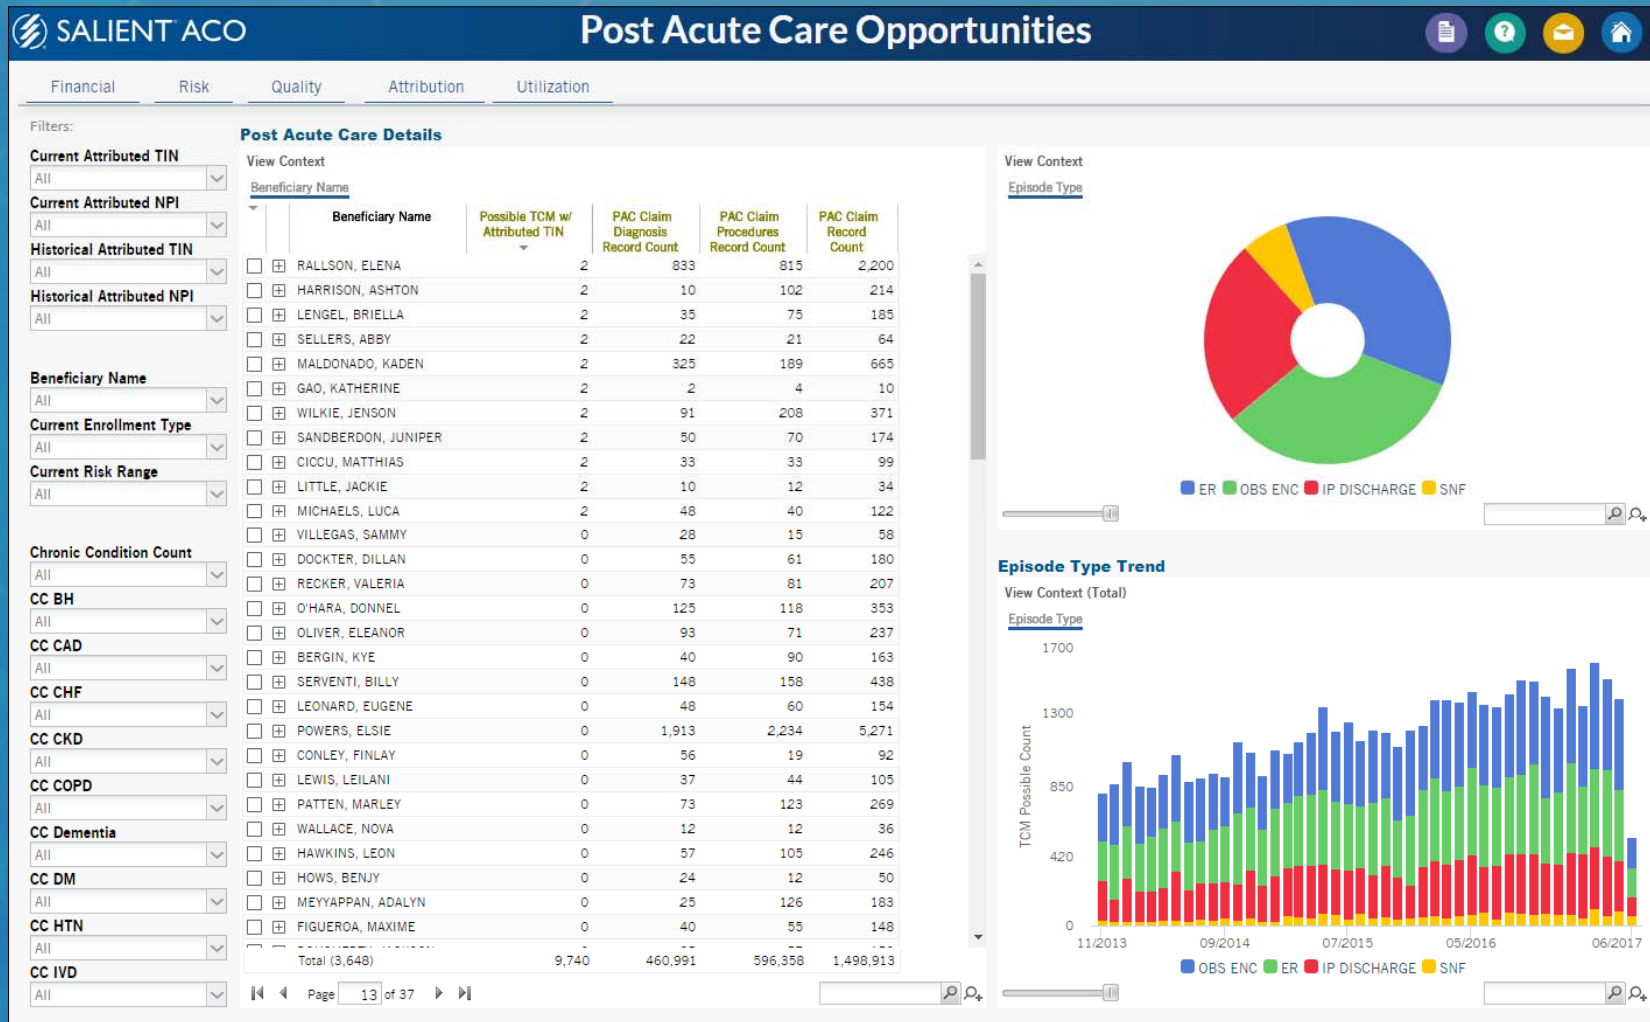 SALIENT ACO
Post Acute Care Opportunities
Financial Risk Quality Attribution Utilization
Filters:
Current Attributed TIN
All
Current Attributed NPI
All
Historical Attributed TIN
All
Historical Attributed NPI
All
Beneficiary Name
All
Current Enrollment Type
All
Current Risk Range
All
Chronic Condition Count
All
CC BH
All
CC CAD
All
CC CHF
All
CC CKD
All
CC COPD
All
CC Dementia
All
CC DM
All
CC HTN
All
CC IVD
All
Post Acute Care Details
View Context
Beneficiary Name
Beneficiary Name Possible TCM w/ Attributed TIN PAC Claim Diagnosis Record Count PAC Claim Procedures Record Count PAC Claim Record Count
RALLSON, ELENA 2 833 815 2,200
HARRISON, ASHTON 2 10 102 214
LENGEL, BRIELLA 2 35 75 185
SELLERS, ABBY 2 22 21 64
MALDONADO, KADEN 2 325 189 665
GAO, KATHERINE 2 2 4 10
WILKIE, JENSON 2 91 208 371
SANDBERDON, JUNIPER 2 50 70 174
CICCU, MATTHIAS 2 33 33 99
LITTLE, JACKIE 2 10 12 34
MICHAELS, LUCA 2 48 40 122
VILLEGAS, SAMMY 0 28 15 58
DOCKTER, DILLAN 0 55 61 180
RECKER, VALERIA 0 73 81 207
O'HARA, DONNEL 0 125 118 353
OLIVER, ELEANOR 0 93 71 237
BERGIN, KYE 0 40 90 163
SERVENTI, BILLY 0 148 158 438
LEONARD, EUGENE 0 48 60 154
POWERS, ELSIE 0 1,913 2,234 5,271
CONLEY, FINLAY 0 56 19 92
LEWIS, LEILANI 0 37 44 105
PATTEN, MARLEY 0 73 123 269
WALLACE, NOVA 0 12 12 36
HAWKINS, LEON 0 57 105 246
HOWS, BENJY 0 24 12 50
MEYYAPPAN, ADALYN 0 25 126 183
FIGUEROA, MAXIME 0 40 55 148
Total (3,648) 9,740 460,991 596,358 1,498,913
Page 13 of 37
View Context
Episode Type
ER OBS ENC IP DISCHARGE SNF
Episode Type Trend
View Context (Total)
Episode Type
TCM Possible Count
1700
1300
850
420
0
11/2013 09/2014 07/2015 05/2016 06/2017
OBS ENC ER IP DISCHARGE SNF